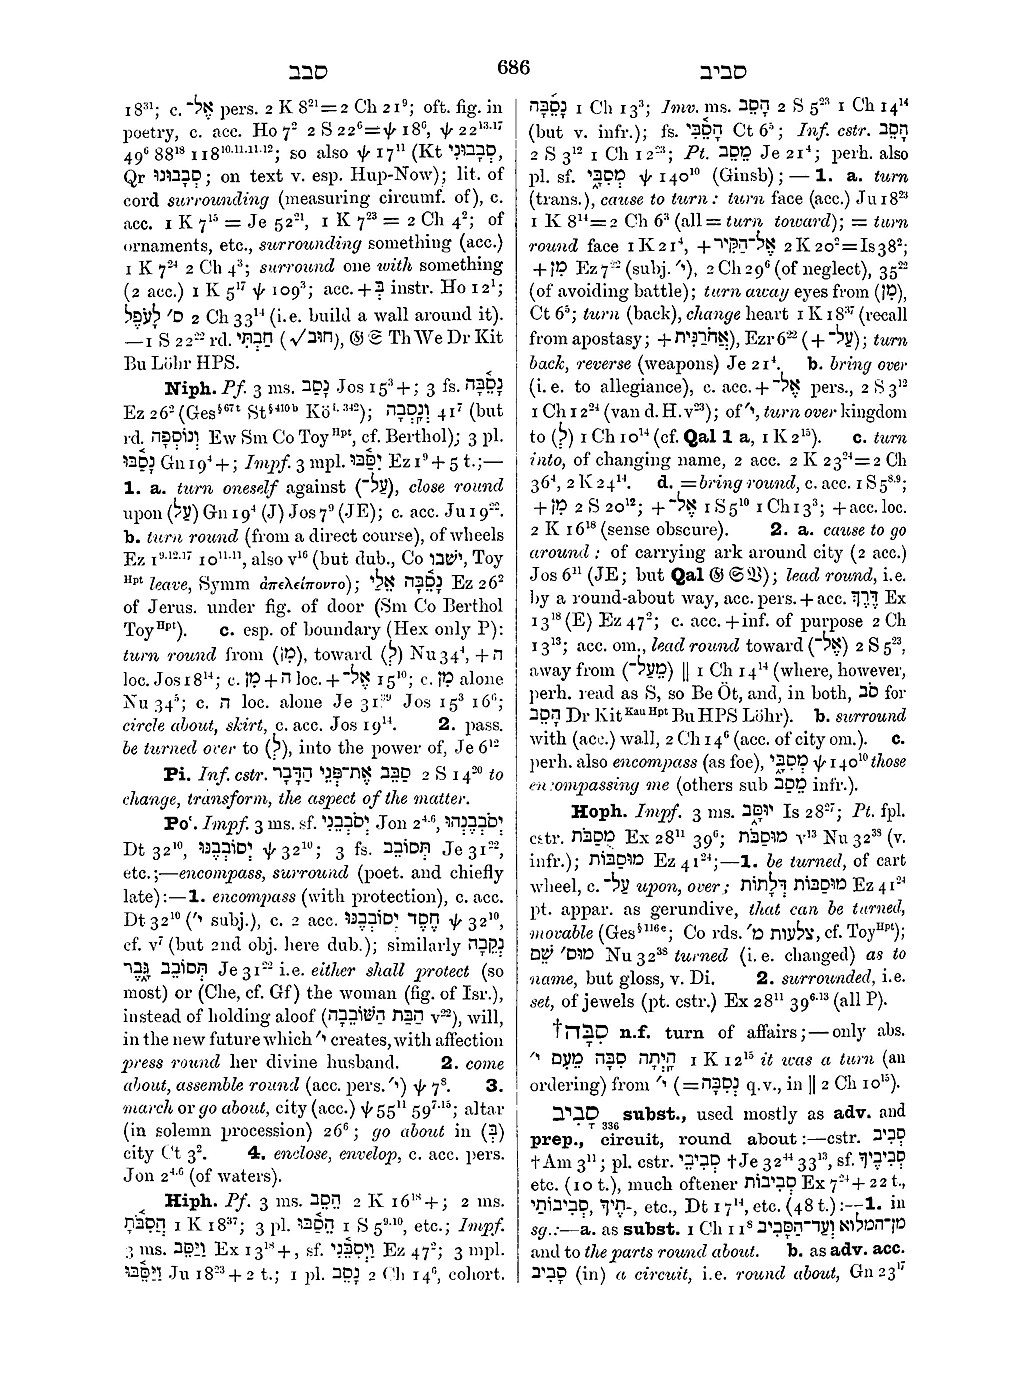 סבב 686 סביב
18³¹; c. אֶל־ pers. 2 K 8²¹=2 Ch 21⁹; oft. fig. in
poetry, c. acc. Ho 7² 2 S 22⁶=ψ 18⁶, ψ 22¹³·¹⁷
49⁶ 88¹⁸ 118¹⁰·¹¹·¹¹·¹²; so also ψ 17¹¹ (Kt סְבָבוּנִי,
Qr סְבָבוּנוּ; on text v. esp. Hup-Now); lit. of
cord surrounding (measuring circumf. of), c.
acc. 1 K 7¹⁵ = Je 52²¹, 1 K 7²³ = 2 Ch 4²; of
ornaments, etc., surrounding something (acc.)
1 K 7²⁴ 2 Ch 4³; surround one with something
(2 acc.) 1 K 5¹⁷ ψ 109³; acc. + בְּ instr. Ho 12¹;
ס׳ לָעֹפֶל 2 Ch 33¹⁴ (i.e. build a wall around it).
—1 S 22²² rd. חַבְתִּי (√חוב), 𝔊 𝔖 Th We Dr Kit
Bu Löhr HPS.
Niph. Pf. 3 ms. נָסַב Jos 15³ +; 3 fs. נָסֵ֫בָּה
Ez 26² (Ges§ 67 t St§ 410 b Köi. 342); וְנָסְבָה 41⁷ (but
rd. וְנוֹסְפָה Ew Sm Co Toy Hpt, cf. Berthol); 3 pl.
נָסַ֫בּוּ Gn 19⁴ +; Impf. 3 mpl. יִסַּ֫בּוּ Ez 1⁹ + 5 t.;—
1. a. turn oneself against (עַל־), close round
upon (עַל) Gn 19⁴ (J) Jos 7⁹ (JE); c. acc. Ju 19²².
b. turn round (from a direct course), of wheels
Ez 1⁹·¹²·¹⁷ 10¹¹·¹¹, also v¹⁶ (but dub., Co ישׁבו, Toy
Hpt leave, Symm ἀπελείποντο); נָסֵ֫בָּה אֵלַי Ez 26²
of Jerus. under fig. of door (Sm Co Berthol
Toy Hpt). c. esp. of boundary (Hex only P):
turn round from (מִן), toward (לְ) Nu 34⁴, + ה
loc. Jos 18¹⁴; c. מִן + ה loc. + אֶל־ 15¹⁰; c. מִן alone
Nu 34⁵; c. ה loc. alone Je 31³⁹ Jos 15³ 16⁶;
circle about, skirt, c. acc. Jos 19¹⁴. 2. pass.
be turned over to (לְ), into the power of, Je 6¹²
Pi. Inf. cstr. סַבֵּב אֶת־פְּנֵי הַדָּבָר 2 S 14²⁰ to
change, transform, the aspect of the matter.
Po‘. Impf. 3 ms. sf. יְסֹבְבֵנִי Jon 2⁴·⁶, יְסֹבְבֶנְהוּ
Dt 32¹⁰, יְסוֹבְבֶנּוּ ψ 32¹⁰; 3 fs. תְּסוֹבֵב Je 31²²,
etc.;—encompass, surround (poet. and chiefly
late):—1. encompass (with protection), c. acc.
Dt 32¹⁰ (׳י subj.), c. 2 acc. חֶסֶד יְסוֹבְבֶנּוּ ψ 32¹⁰,
cf. v⁷ (but 2nd obj. here dub.); similarly נְקֵבָה
תְּסוֹבֵב גָּבֶר Je 31²² i.e. either shall protect (so
most) or (Che, cf. Gf) the woman (fig. of Isr.),
instead of holding aloof (הַבַּת הַשּׁוֹבֵבָה v²²), will,
in the new future which ׳י creates, with affection
press round her divine husband. 2. come
about, assemble round (acc. pers. ׳י) ψ 7⁸. 3.
march or go about, city (acc.) ψ 55¹¹ 59⁷·¹⁵; altar
(in solemn procession) 26⁶; go about in (בְּ)
city Ct 3². 4. enclose, envelop, c. acc. pers.
Jon 2⁴·⁶ (of waters).
Hiph. Pf. 3 ms. הֵסֵב 2 K 16¹⁸ +; 2 ms.
הֲסִבֹּ֫תָ 1 K 18³⁷; 3 pl. הֵסַ֫בּוּ 1 S 5⁹·¹⁰, etc.; Impf.
3 ms. וַיַּסֵּב Ex 13¹⁸ +, sf. וַיְסִבֵּ֫נִי Ez 47²; 3 mpl.
וַיַּסֵּ֫בּוּ Ju 18²³ + 2 t.; 1 pl. נָסֵב 2 Ch 14⁶, cohort.
נָסֵ֫בָּה 1 Ch 13³; Imv. ms. הָסֵב 2 S 5²³ 1 Ch 14¹⁴
(but v. infr.); fs. הָסֵ֫בִּי Ct 6⁵; Inf. cstr. הָסֵב
2 S 3¹² 1 Ch 12²³; Pt. מֵסֵב Je 21⁴; perh. also
pl. sf. מְסִבָּי ψ 140¹⁰ (Ginsb); — 1. a. turn
(trans.), cause to turn: turn face (acc.) Ju 18²³
1 K 8¹⁴=2 Ch 6³ (all = turn toward); = turn
round face 1 K 21⁴, + אֶל־הַקִּיר 2 K 20²=Is 38²;
+ מִן Ez 7²² (subj. ׳י), 2 Ch 29⁶ (of neglect), 35²²
(of avoiding battle); turn away eyes from (מִן),
Ct 6⁵; turn (back), change heart 1 K 18³⁷ (recall
from apostasy; + אֲחֹרַנִּית), Ezr 6²² (+ עַל־); turn
back, reverse (weapons) Je 21⁴. b. bring over
(i. e. to allegiance), c. acc. + אֶל־ pers., 2 S 3¹²
1 Ch 12²⁴ (van d. H. v²³); of ׳י, turn over kingdom
to (לְ) 1 Ch 10¹⁴ (cf. Qal 1 a, 1 K 2¹⁵). c. turn
into, of changing name, 2 acc. 2 K 23²⁴=2 Ch
36⁴, 2 K 24¹⁴. d. = bring round, c. acc. 1 S 5⁸·⁹;
+ מִן 2 S 20¹²; + אֶל־ 1 S 5¹⁰ 1 Ch 13³; + acc. loc.
2 K 16¹⁸ (sense obscure). 2. a. cause to go
around: of carrying ark around city (2 acc.)
Jos 6¹¹ (JE; but Qal 𝔊 𝔖 𝔙); lead round, i.e.
by a round-about way, acc. pers. + acc. דֶּרֶךְ Ex
13¹⁸ (E) Ez 47²; c. acc. + inf. of purpose 2 Ch
13¹³; acc. om., lead round toward (אֶל־) 2 S 5²³,
away from (מֵעַל־) ‖ 1 Ch 14¹⁴ (where, however,
perh. read as S, so Be Öt, and, in both, סֹב for
הָסֵב Dr Kit Kau Hpt Bu HPS Löhr). b. surround
with (acc.) wall, 2 Ch 14⁶ (acc. of city om.). c.
perh. also encompass (as foe), מְסִבָּי ψ 140¹⁰ those
encompassing me (others sub מֵסַב infr.).
Hoph. Impf. 3 ms. יוּסָּב Is 28²⁷; Pt. fpl.
cstr. מֻסַבֹּת Ex 28¹¹ 39⁶; מוּסַבֹּת v¹³ Nu 32³⁸ (v.
infr.); מוּסַבּוֹת Ez 41²⁴;—1. be turned, of cart
wheel, c. עַל־ upon, over; מוּסַבּוֹת דְּלָתוֹת Ez 41²⁴
pt. appar. as gerundive, that can be turned,
movable (Ges§ 116 e; Co rds. צלעות מ׳, cf. Toy Hpt);
מוּס׳ שֵׁם Nu 32³⁸ turned (i. e. changed) as to
name, but gloss, v. Di. 2. surrounded, i.e.
set, of jewels (pt. cstr.) Ex 28¹¹ 39⁶·¹³ (all P).
†סִבָּה n.f. turn of affairs; — only abs.
הָיְתָה סִבָּה מֵעִם ׳י 1 K 12¹⁵ it was a turn (an
ordering) from ׳י (= נְסִבָּה q.v., in ‖ 2 Ch 10¹⁵).
סָבִיב 336 subst., used mostly as adv. and
prep., circuit, round about:—cstr. סְבִיב
†Am 3¹¹; pl. cstr. סְבִיבֵי †Je 32⁴⁴ 33¹³, sf. סְבִיבֶיךָ
etc. (10 t.), much oftener סְבִיבוֹת Ex 7²⁴ + 22 t.,
סְבִיבוֹתַי, ־תֶיךָ, etc., Dt 17¹⁴, etc. (48 t.):—1. in
sg.:—a. as subst. 1 Ch 11⁸ מִן־הַמִּלּוֹא וְעַד־הַסָּבִיב
and to the parts round about. b. as adv. acc.
סָבִיב (in) a circuit, i.e. round about, Gn 23¹⁷